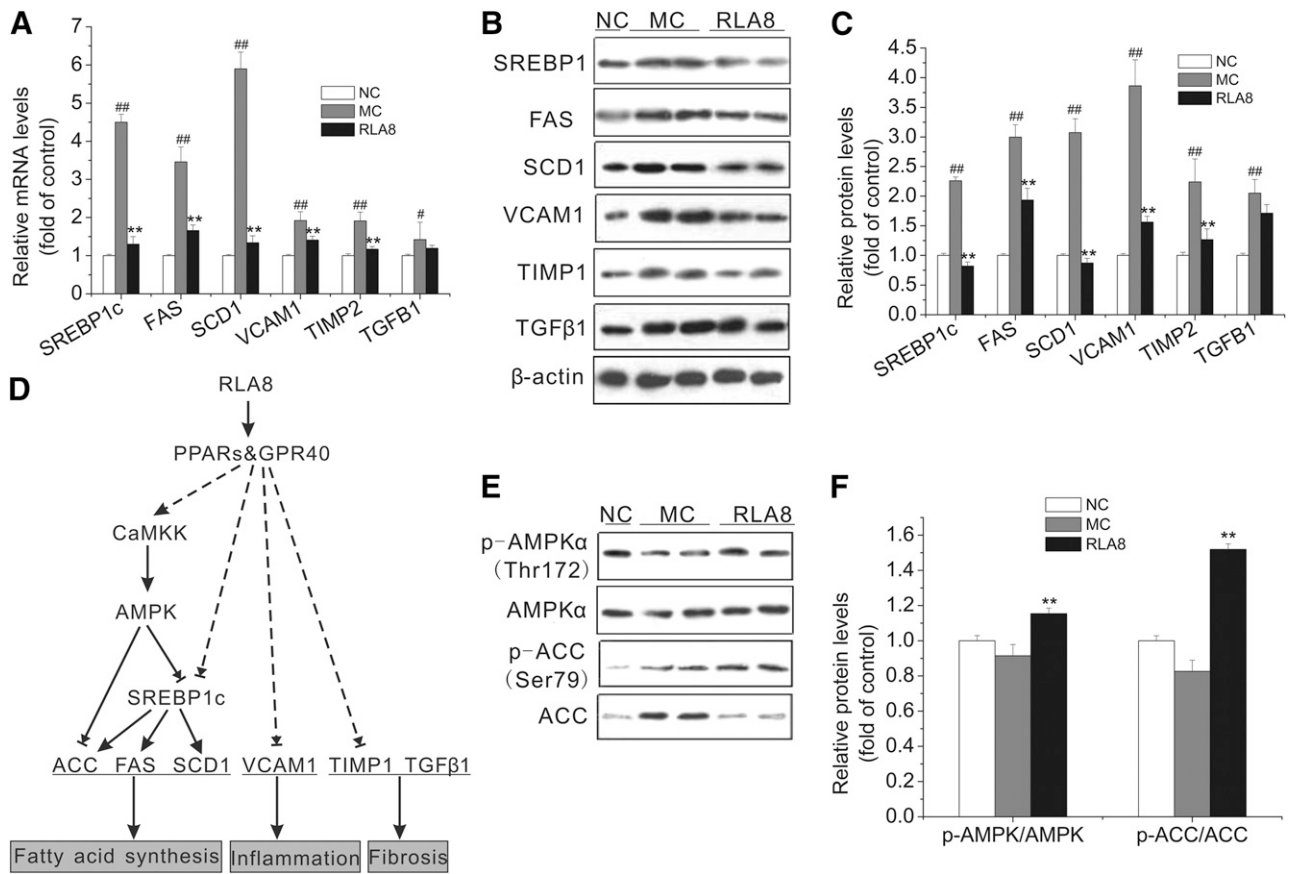 A
Relative mRNA levels
(fold of control)
7
6
5
4
3
2
1
0
NC
MC
RLA8
##
**
##
**
##
**
##
**
##
**
#
SREBP1c
FAS
SCD1
VCAM1
TIMP2
TGFB1
B
NC MC RLA8
SREBP1
FAS
SCD1
VCAM1
TIMP1
TGFβ1
β-actin
C
Relative protein levels
(fold of control)
4.5
4.0
3.5
3.0
2.5
2.0
1.5
1.0
0.5
0.0
NC
MC
RLA8
##
**
##
**
##
**
##
**
##
**
##
SREBP1c
FAS
SCD1
VCAM1
TIMP2
TGFB1
D
RLA8
PPARs&GPR40
CaMKK
AMPK
SREBP1c
ACC FAS SCD1 VCAM1 TIMP1 TGFβ1
Fatty acid synthesis Inflammation Fibrosis
E
NC MC RLA8
p-AMPKα
(Thr172)
AMPKα
p-ACC
(Ser79)
ACC
F
Relative protein levels
(fold of control)
1.6
1.4
1.2
1.0
0.8
0.6
0.4
0.2
0.0
NC
MC
RLA8
**
**
p-AMPK/AMPK
p-ACC/ACC